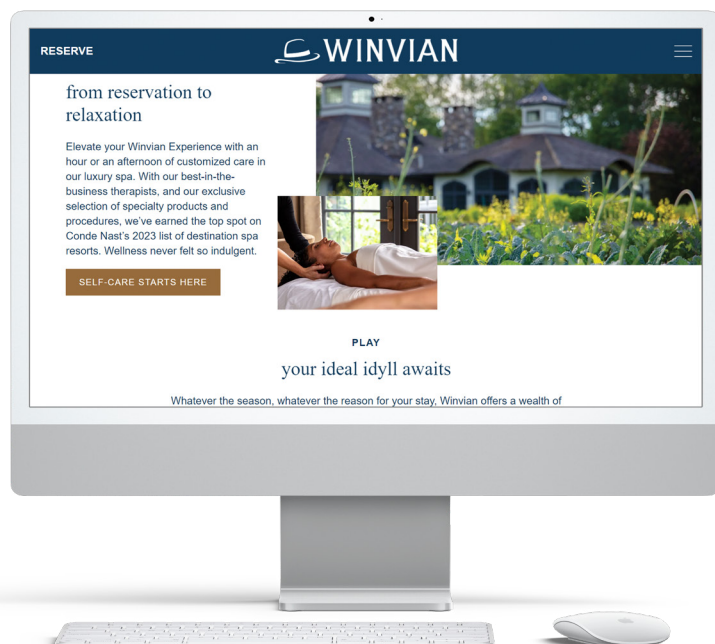 RESERVE
WINVIAN
from reservation to
relaxation
Elevate your Winvian Experience with an
hour or an afternoon of customized care in
our luxury spa. With our best-in-the-
business therapists, and our exclusive
selection of specialty products and
procedures, we've earned the top spot on
Conde Nast's 2023 list of destination spa
resorts. Wellness never felt so indulgent.
SELF-CARE STARTS HERE
PLAY
your ideal idyll awaits
Whatever the season, whatever the reason for your stay, Winvian offers a wealth of